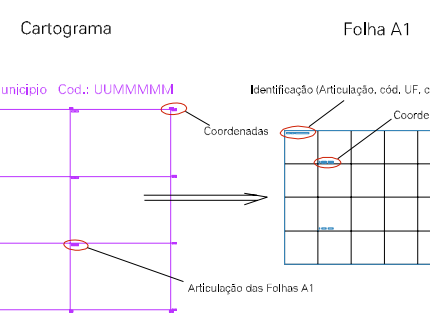 Cartograma
Folha A1
unicípio Cod.: UUMMMMM
Identificação (Articulação, cód. UF, c
Coorde
Coordenadas
Articulação das Folhas A1